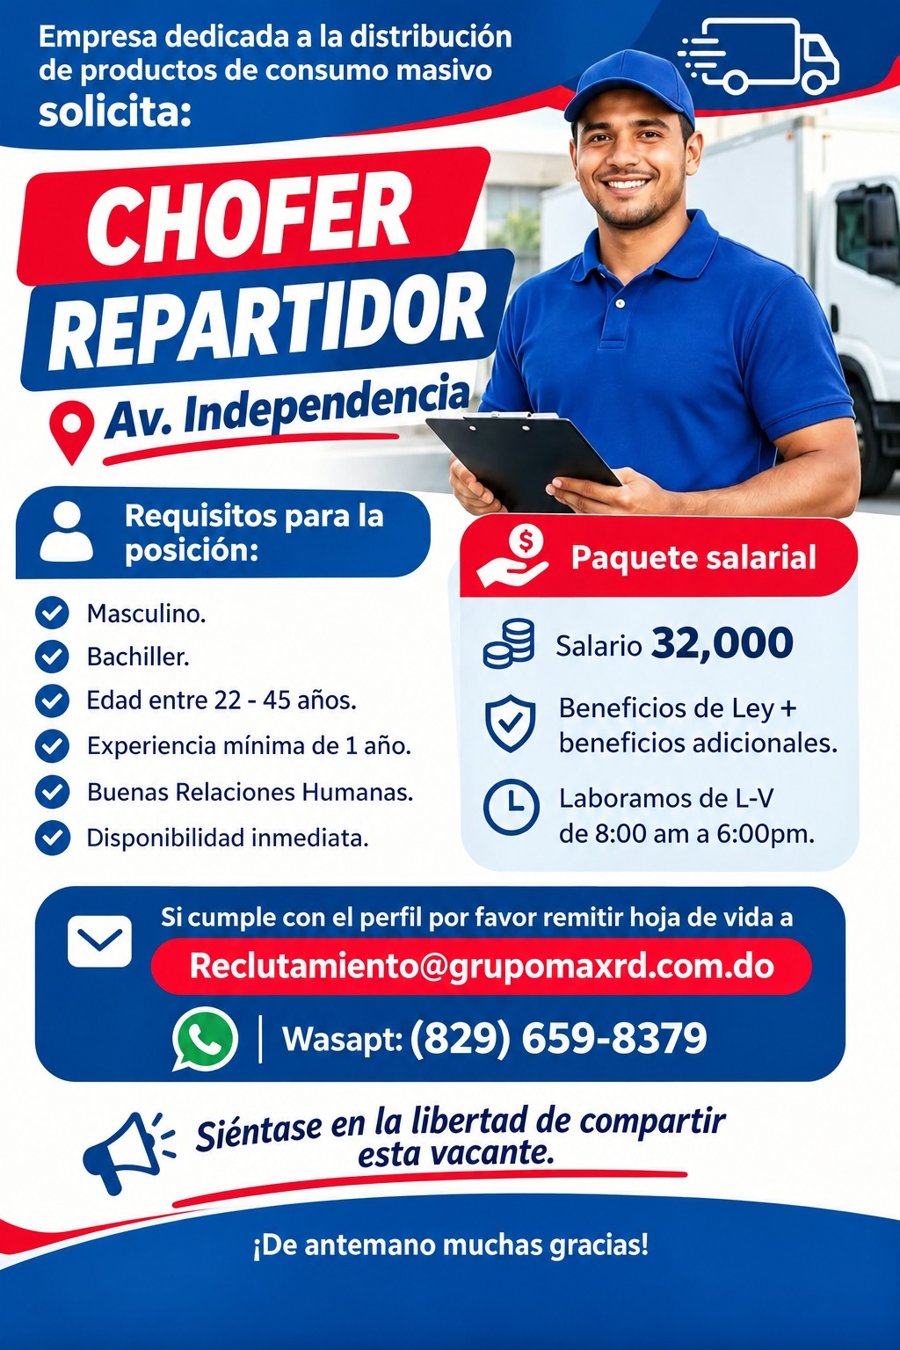 Empresa dedicada a la distribución
de productos de consumo masivo
solicita:
CHOFER
REPARTIDOR
Av. Independencia
Requisitos para la
posición:
Masculino.
Bachiller.
Edad entre 22 - 45 años.
Experiencia mínima de 1 año.
Buenas Relaciones Humanas.
Disponibilidad inmediata.
$
Paquete salarial
Salario 32,000
Beneficios de Ley +
beneficios adicionales.
Laboramos de L-V
de 8:00 am a 6:00pm.
Si cumple con el perfil por favor remitir hoja de vida a
Reclutamiento@grupomaxrd.com.do
Wasapt: (829) 659-8379
Siéntase en la libertad de compartir
esta vacante.
¡De antemano muchas gracias!